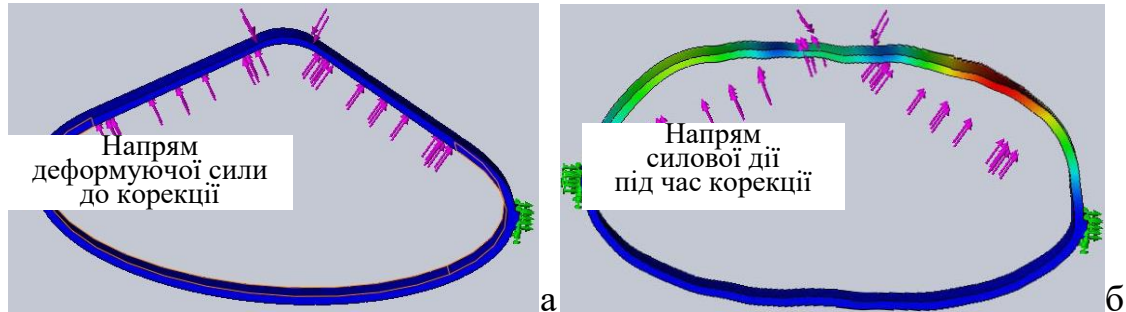 Напрям
деформуючої сили
до корекції
а
Напрям
силової дії
під час корекції
б